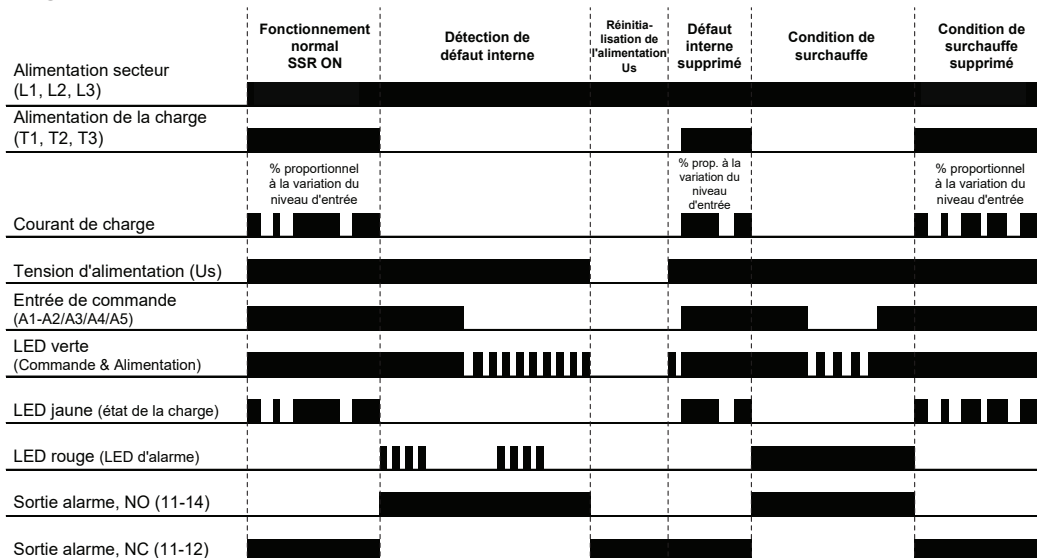 Fonctionnement
normal
SSR ON
Détection de
défaut interne
Réinitia-
lisation de
l'alimentation
Us
Défaut
interne
supprimé
Condition de
surchauffe
Condition de
surchauffe
supprimé
Alimentation secteur
(L1, L2, L3)
Alimentation de la charge
(T1, T2, T3)
% proportionnel
à la variation du
niveau d'entrée
% prop. à la
variation du
niveau
d'entrée
% proportionnel
à la variation du
niveau d'entrée
Courant de charge
Tension d'alimentation (Us)
Entrée de commande
(A1-A2/A3/A4/A5)
LED verte
(Commande & Alimentation)
LED jaune (état de la charge)
LED rouge (LED d'alarme)
Sortie alarme, NO (11-14)
Sortie alarme, NC (11-12)